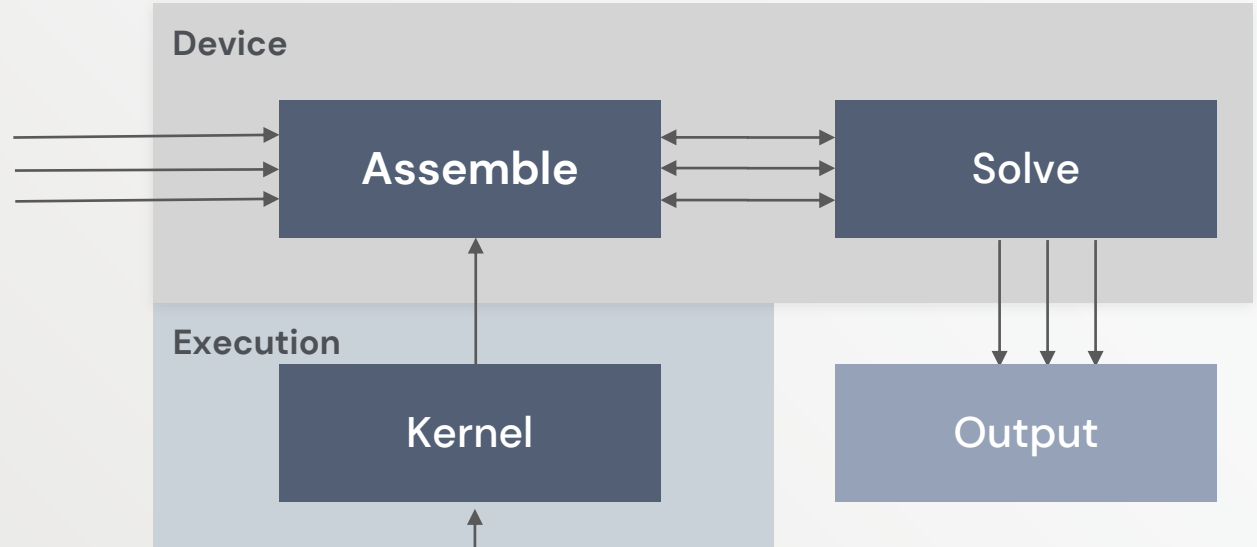 Device
Assemble
Solve
Execution
Kernel
Output